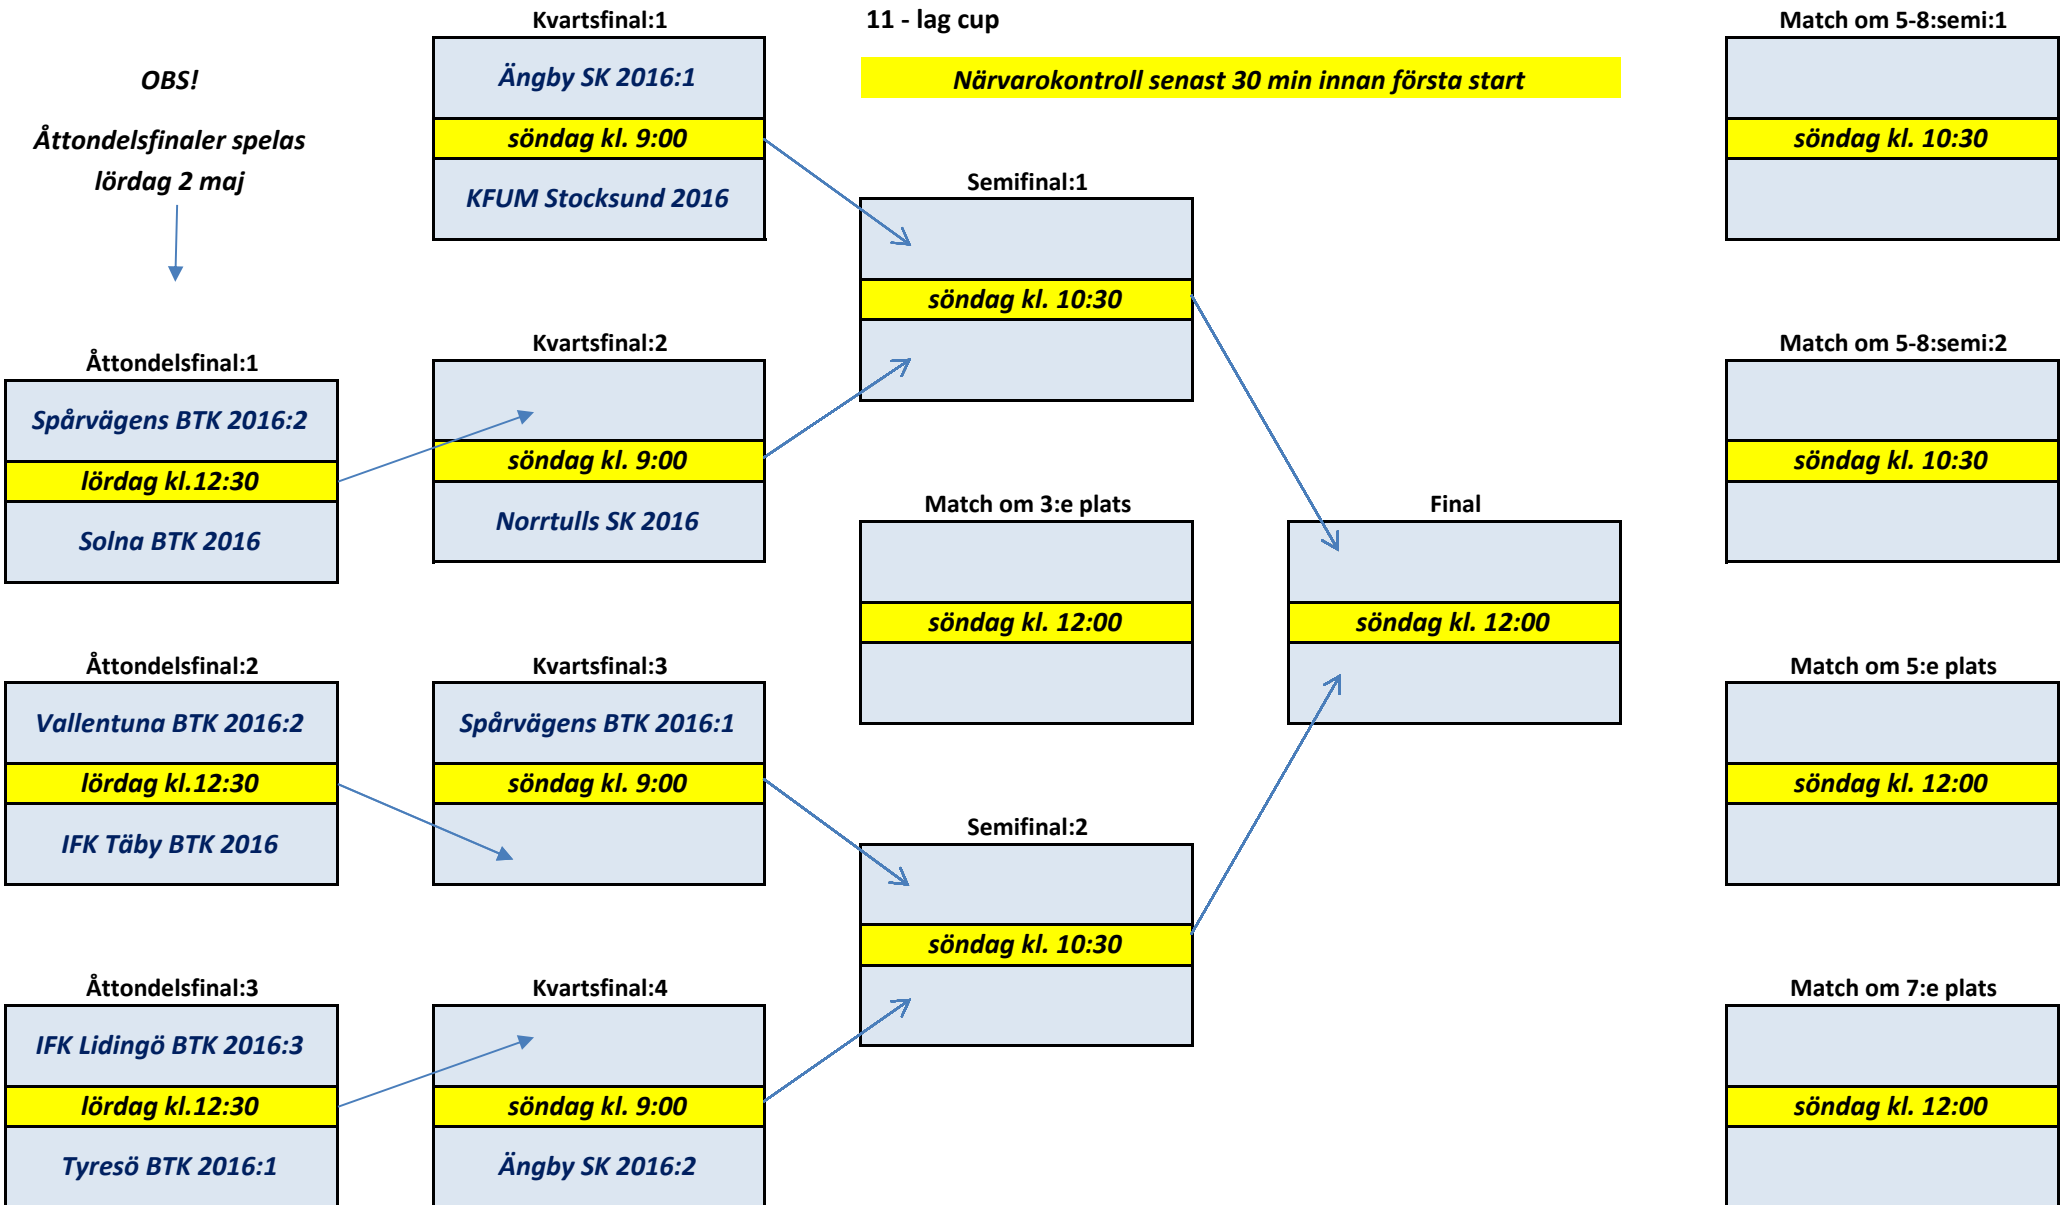 OBS!
Åttondelsfinaler spelas
lördag 2 maj
Åttondelsfinal:1
Spårvägens BTK 2016:2
lördag kl.12:30
Solna BTK 2016
Åttondelsfinal:2
Vallentuna BTK 2016:2
lördag kl.12:30
IFK Täby BTK 2016
Åttondelsfinal:3
IFK Lidingö BTK 2016:3
lördag kl.12:30
Tyresö BTK 2016:1
Kvartsfinal:1
Ängby SK 2016:1
söndag kl. 9:00
KFUM Stocksund 2016
Kvartsfinal:2
söndag kl. 9:00
Norrtulls SK 2016
Kvartsfinal:3
Spårvägens BTK 2016:1
söndag kl. 9:00
Kvartsfinal:4
söndag kl. 9:00
Ängby SK 2016:2
11 - lag cup
Närvarokontroll senast 30 min innan första start
Semifinal:1
söndag kl. 10:30
Match om 3:e plats
söndag kl. 12:00
Semifinal:2
söndag kl. 10:30
Final
söndag kl. 12:00
Match om 5-8:semi:1
söndag kl. 10:30
Match om 5-8:semi:2
söndag kl. 10:30
Match om 5:e plats
söndag kl. 12:00
Match om 7:e plats
söndag kl. 12:00